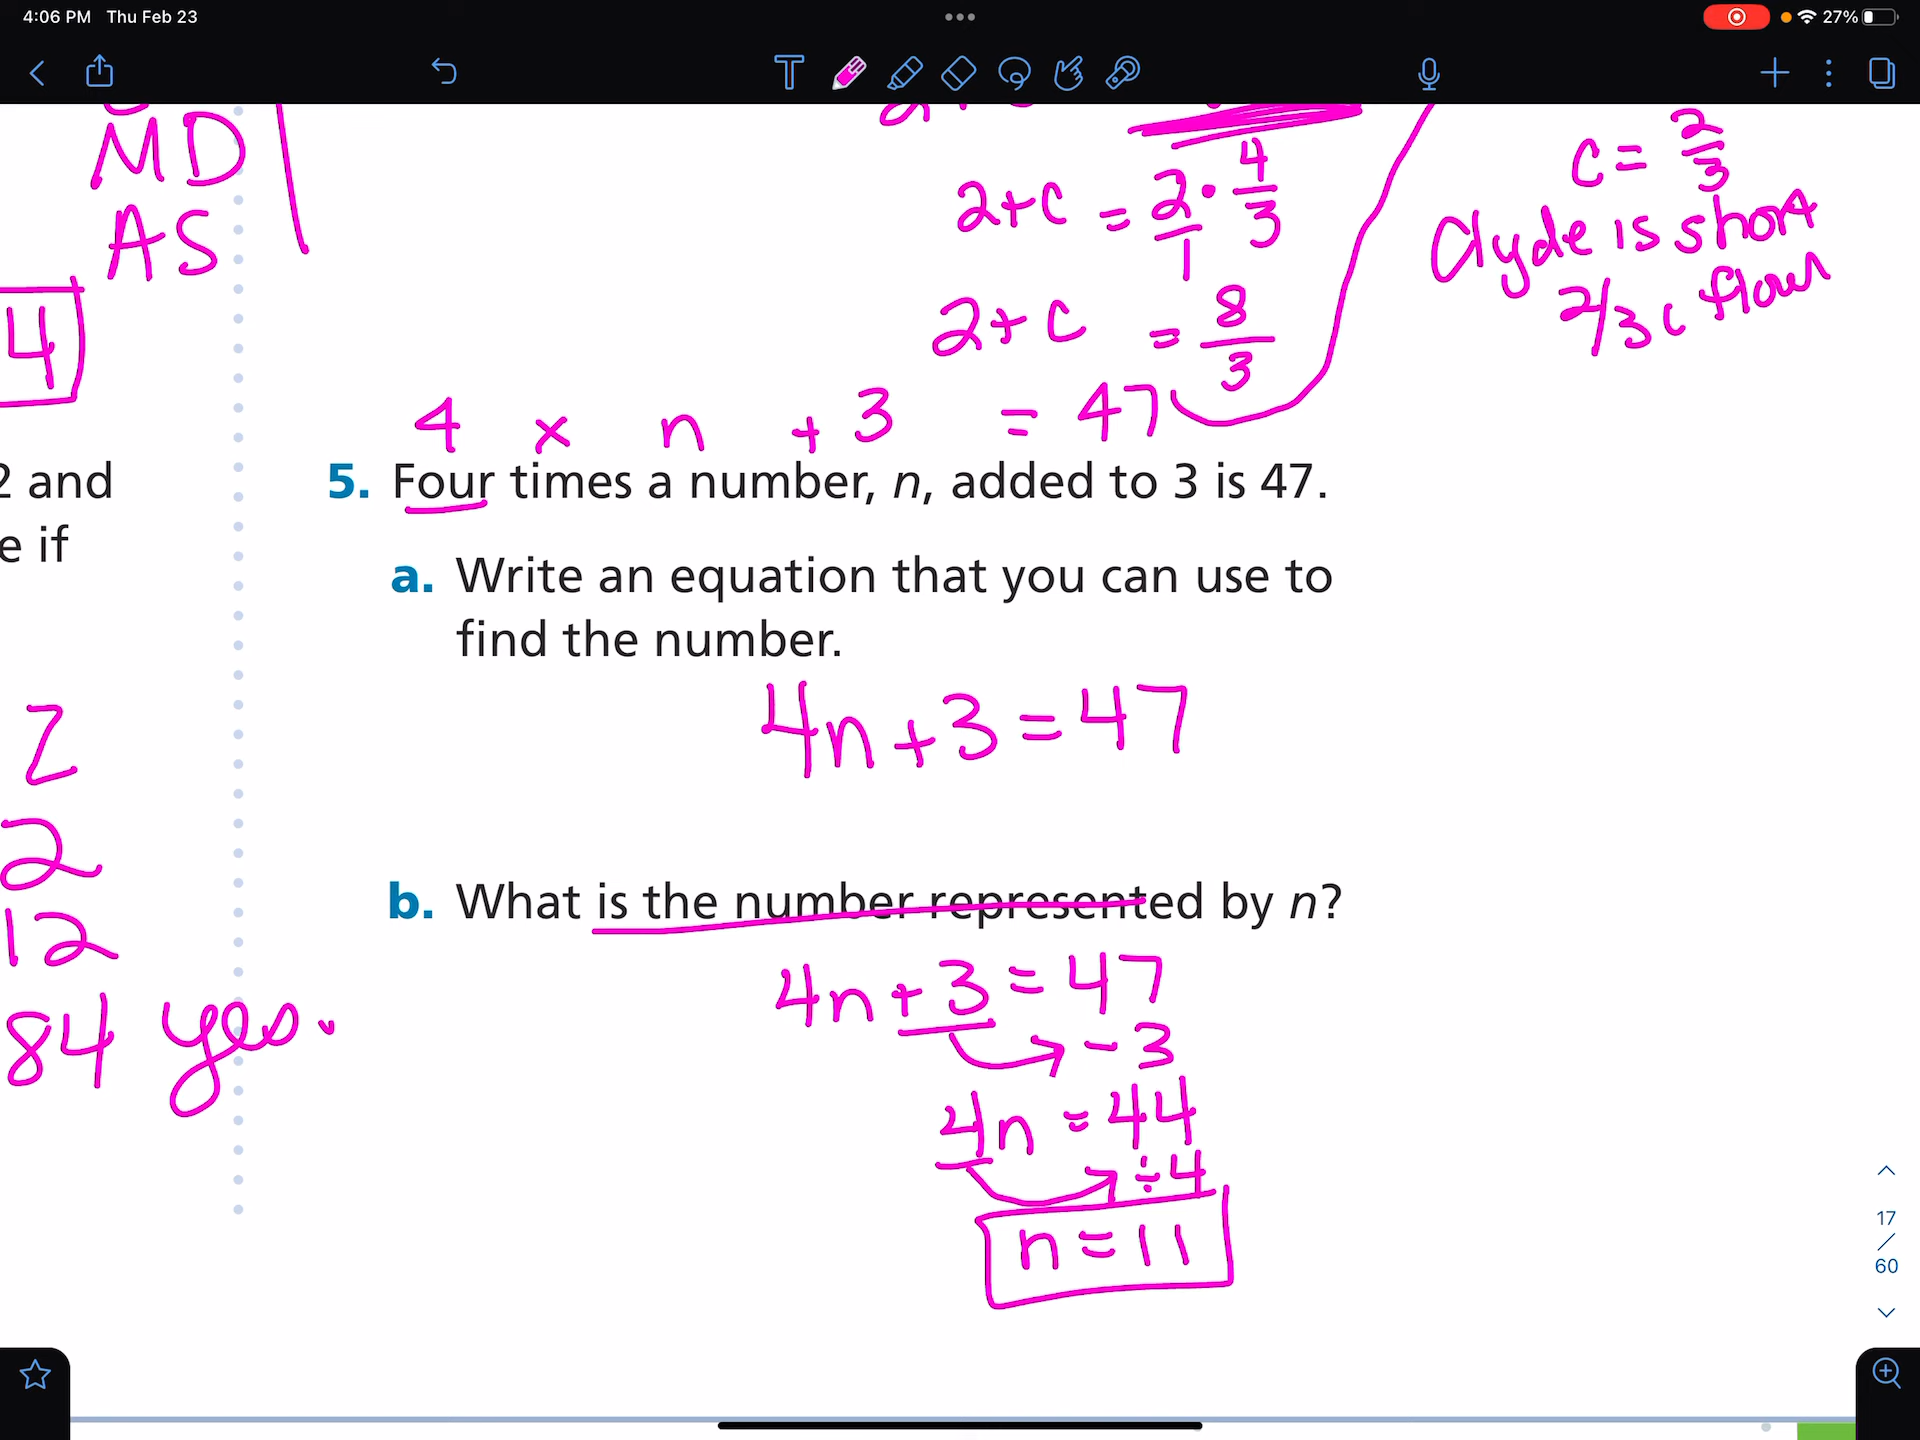 4:06 PM Thu Feb 23
27%
MD
AS
4
2 + c = 2/1 · 4/3
2 + c = 8/3
c = 2/3
Clyde is short
2/3 c flour
4 × n + 3 = 47
5. Four times a number, n, added to 3 is 47.
2 and
e if
a. Write an equation that you can use to
find the number.
4n + 3 = 47
2
12
84 yes.
b. What is the number represented by n?
4n + 3 = 47
- 3
4n = 44
÷ 4
n = 11
17
/
60